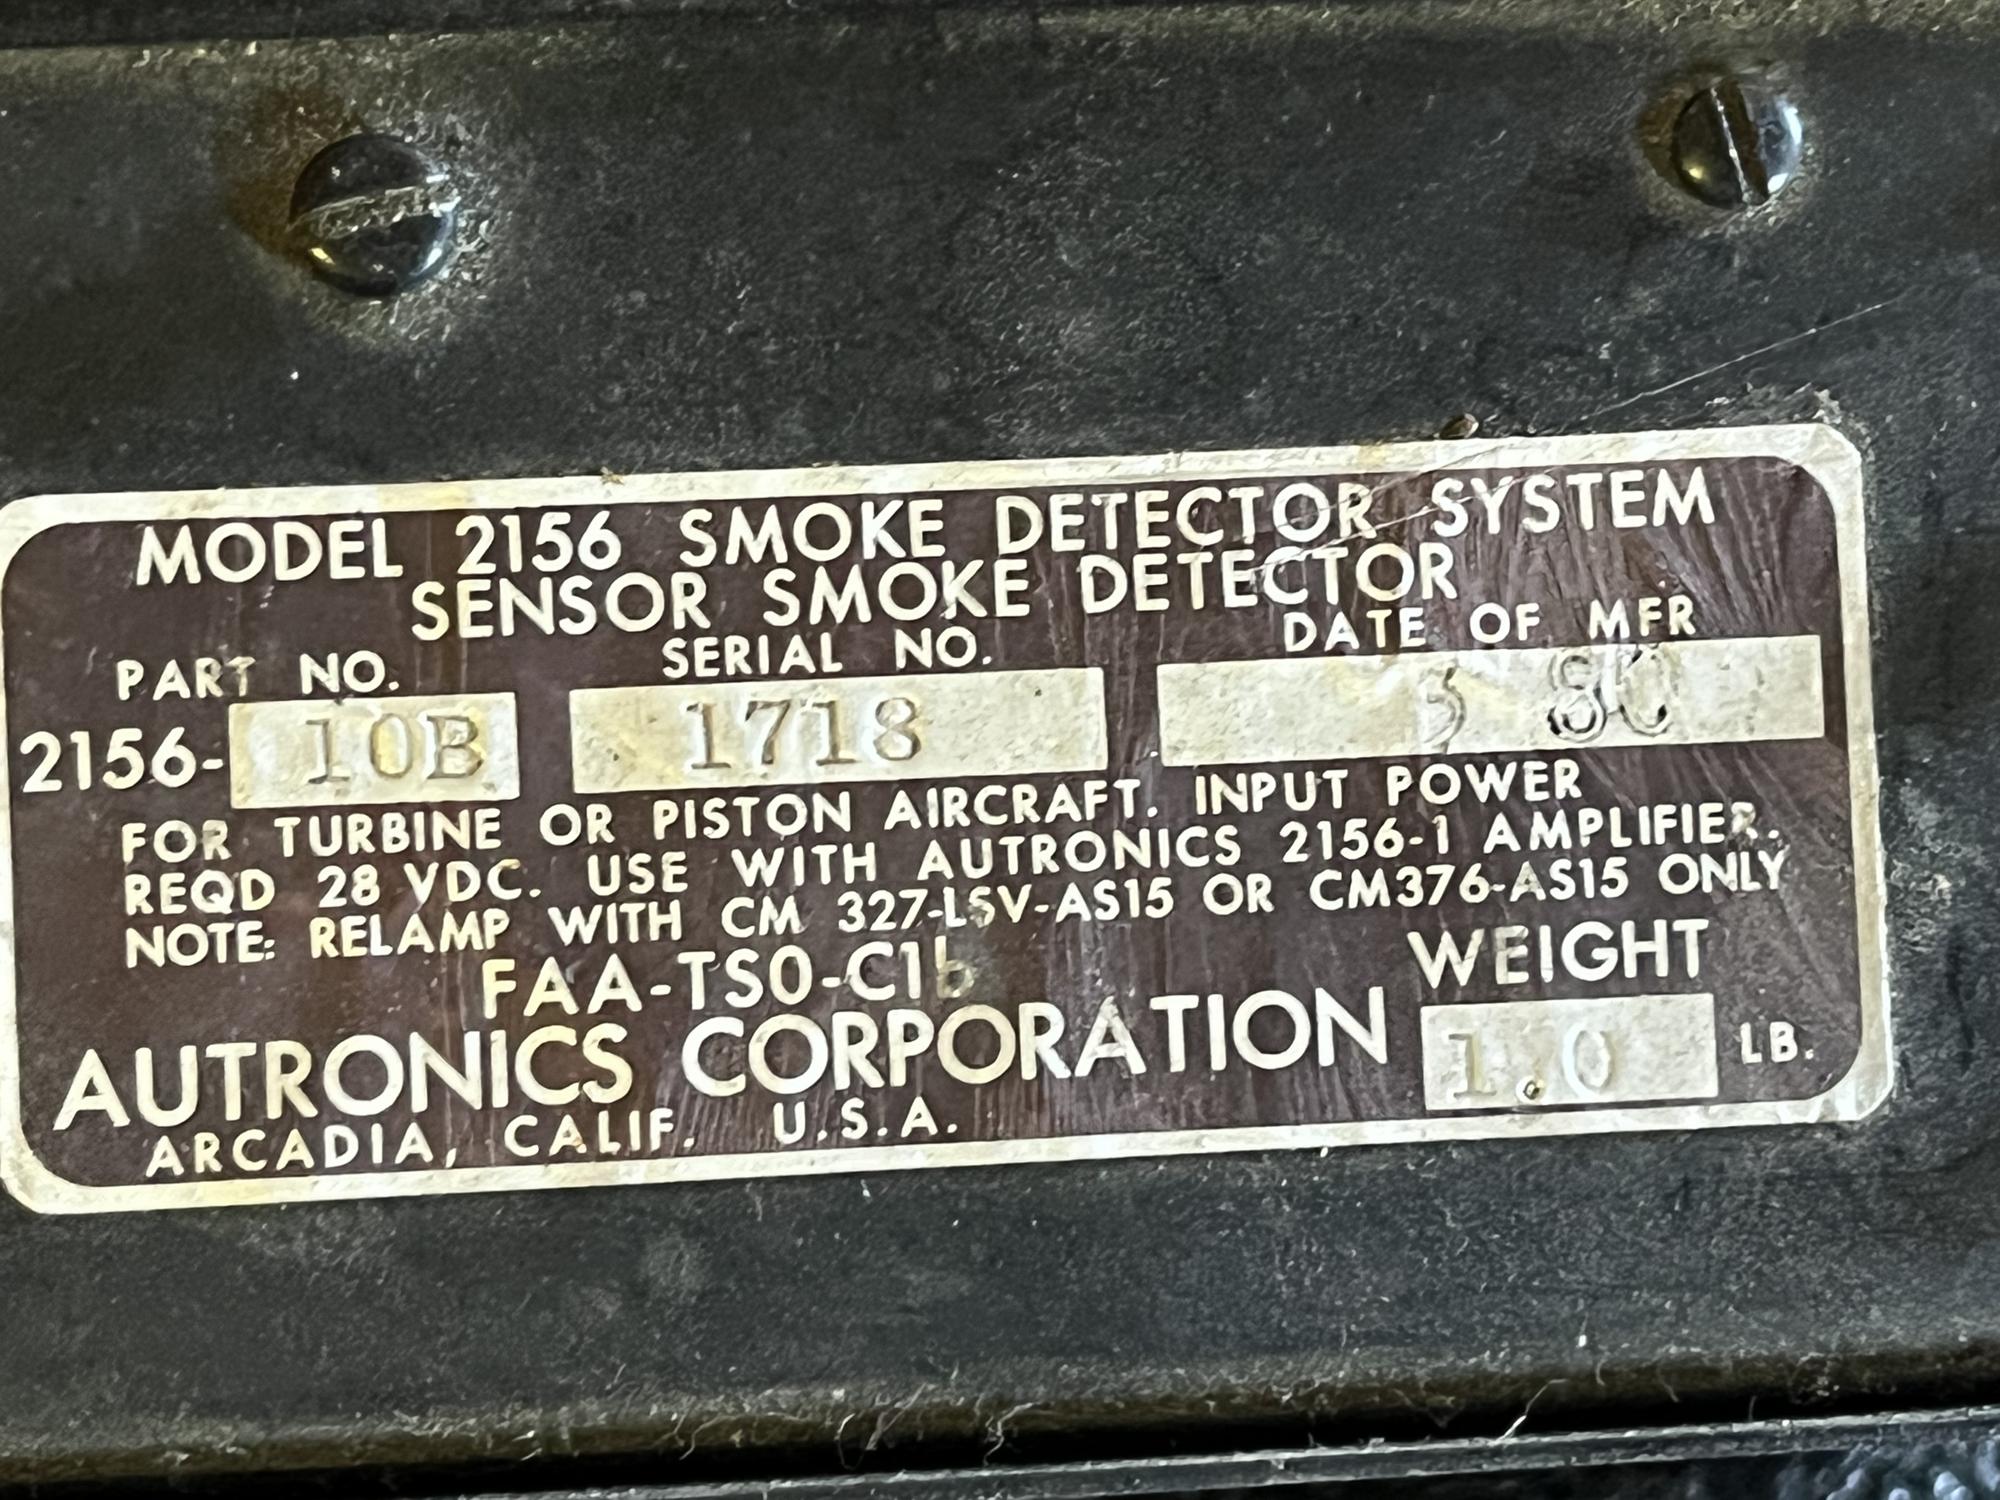 MODEL 2156 SMOKE DETECTOR SYSTEM
SENSOR SMOKE DETECTOR
PART NO. SERIAL NO. DATE OF MFR
2156- 10B 1718 80
FOR TURBINE OR PISTON AIRCRAFT. INPUT POWER
REQD 28 VDC. USE WITH AUTRONICS 2156-1 AMPLIFIER.
NOTE: RELAMP WITH CM 327-LSV-AS15 OR CM376-AS15 ONLY
FAA-TSO-C1b
WEIGHT
AUTRONICS CORPORATION 1.0 LB.
ARCADIA, CALIF. U.S.A.